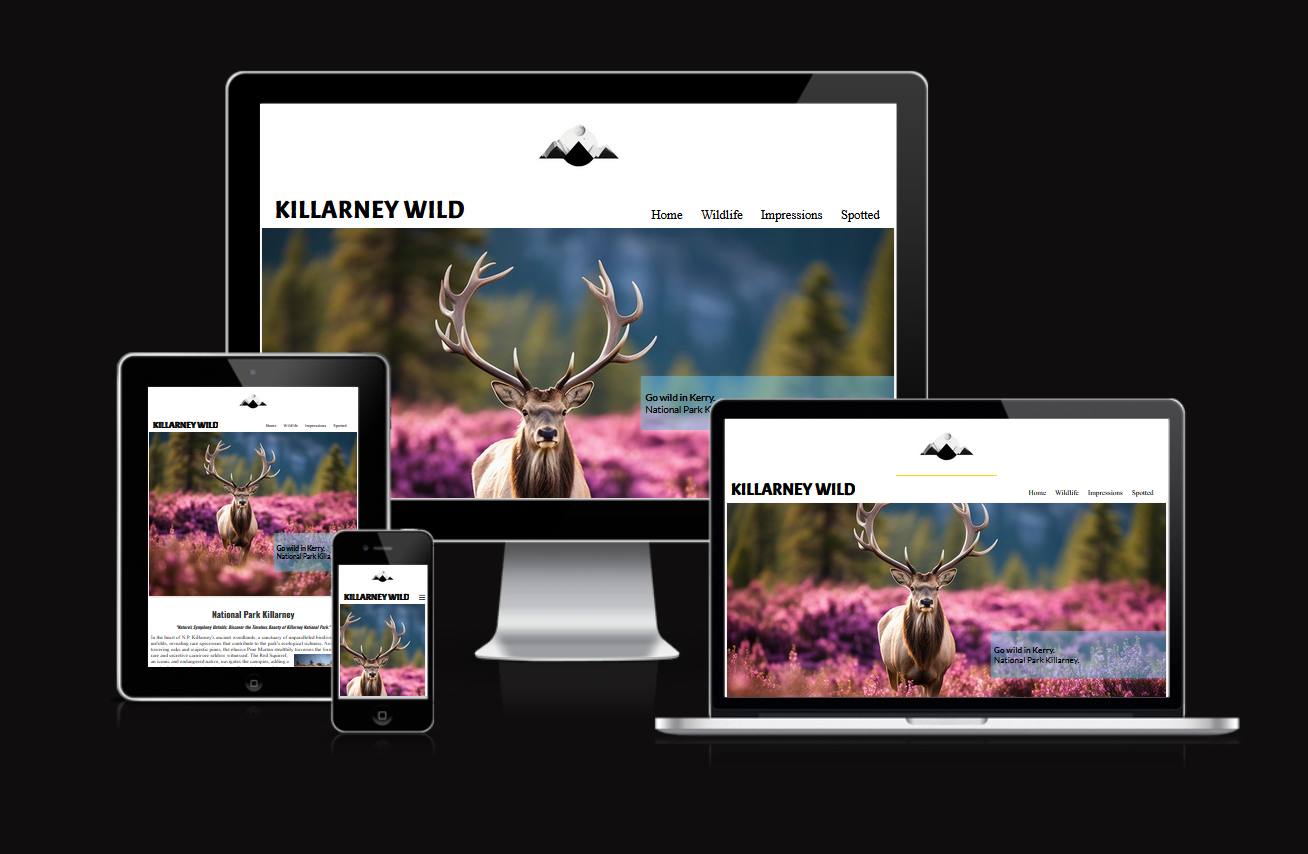 KILLARNEY WILD
Home Wildlife Impressions Spotted
Go wild in Kerry.
National Park K
KILLARNEY WILD
Home Wildlife Impressions Spotted
Go wild in Kerry.
National Park Killa
National Park Killarney
"Nature's Symphony Unfolds: Discover the Timeless Beauty of Killarney National Park."
In the heart of N.P. Killarney's ancient woodlands, a sanctuary of unparalleled biodiv
unfolds, revealing rare specimens that contribute to the park's ecological richness. Am
towering oaks and majestic pines, the elusive Pine Marten stealthily traverses the fore
rare and secretive carnivore seldom witnessed. The Red Squirrel,
an iconic and endangered native, navigates the canopies, adding a
KILLARNEY WILD
KILLARNEY WILD
Home Wildlife Impressions Spotted
Go wild in Kerry.
National Park Killarney.